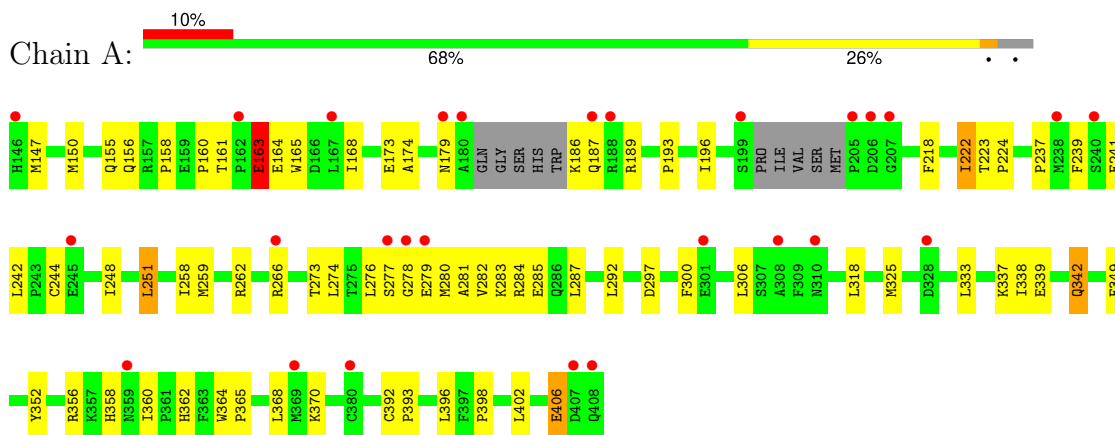 10%
Chain A:
68% 26% • •
H146 M147 M150 Q155 Q156 R157 P158 E159 P160 T161 P162 E163 E164 W165 D166 L167 I168 E173 A174 N179 A180 GLN GLY SER HIS TRP K186 Q187 R188 R189 P193 I196 S199 PRO ILE VAL SER MET P205 D206 G207 F218 I222 T223 P224 P237 M238 F239 S240
L242 P243 C244 E245 I248 L251 I258 M259 R262 R266 T273 L274 T275 L276 S277 G278 E279 M280 A281 V282 K283 R284 E285 Q286 L287 L292 D297 F300 E301 L306 S307 A308 F309 N310 L318 M325 D328 L333 K337 I338 E339 Q342
Y352 R356 K357 H358 N359 I360 P361 H362 F363 W364 P365 L368 M369 K370 C380 C392 P393 L396 F397 P398 L402 E406 D407 Q408